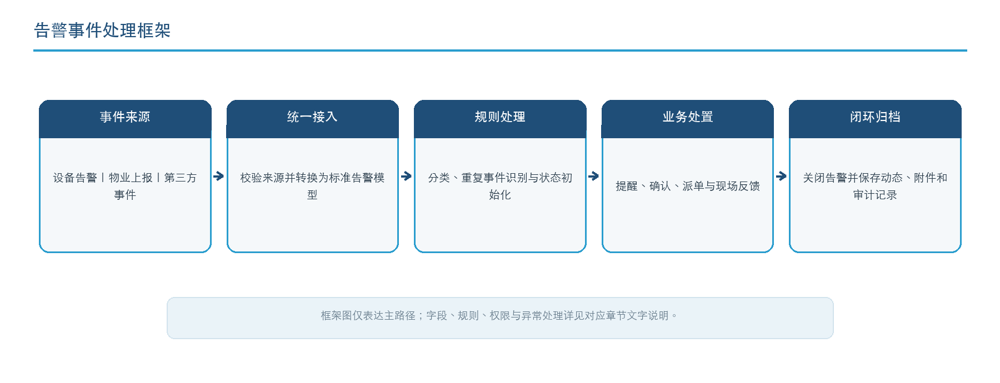 告警事件处理框架
事件来源
设备告警丨物业上报丨第三方
事件
统一接入
校验来源并转换为标准告警模
型
规则处理
分类、重复事件识别与状态初
始化
业务处置
提醒、确认、派单与现场反馈
闭环归档
关闭告警并保存动态、附件和
审计记录
框架图仅表达主路径；字段、规则、权限与异常处理详见对应章节文字说明。